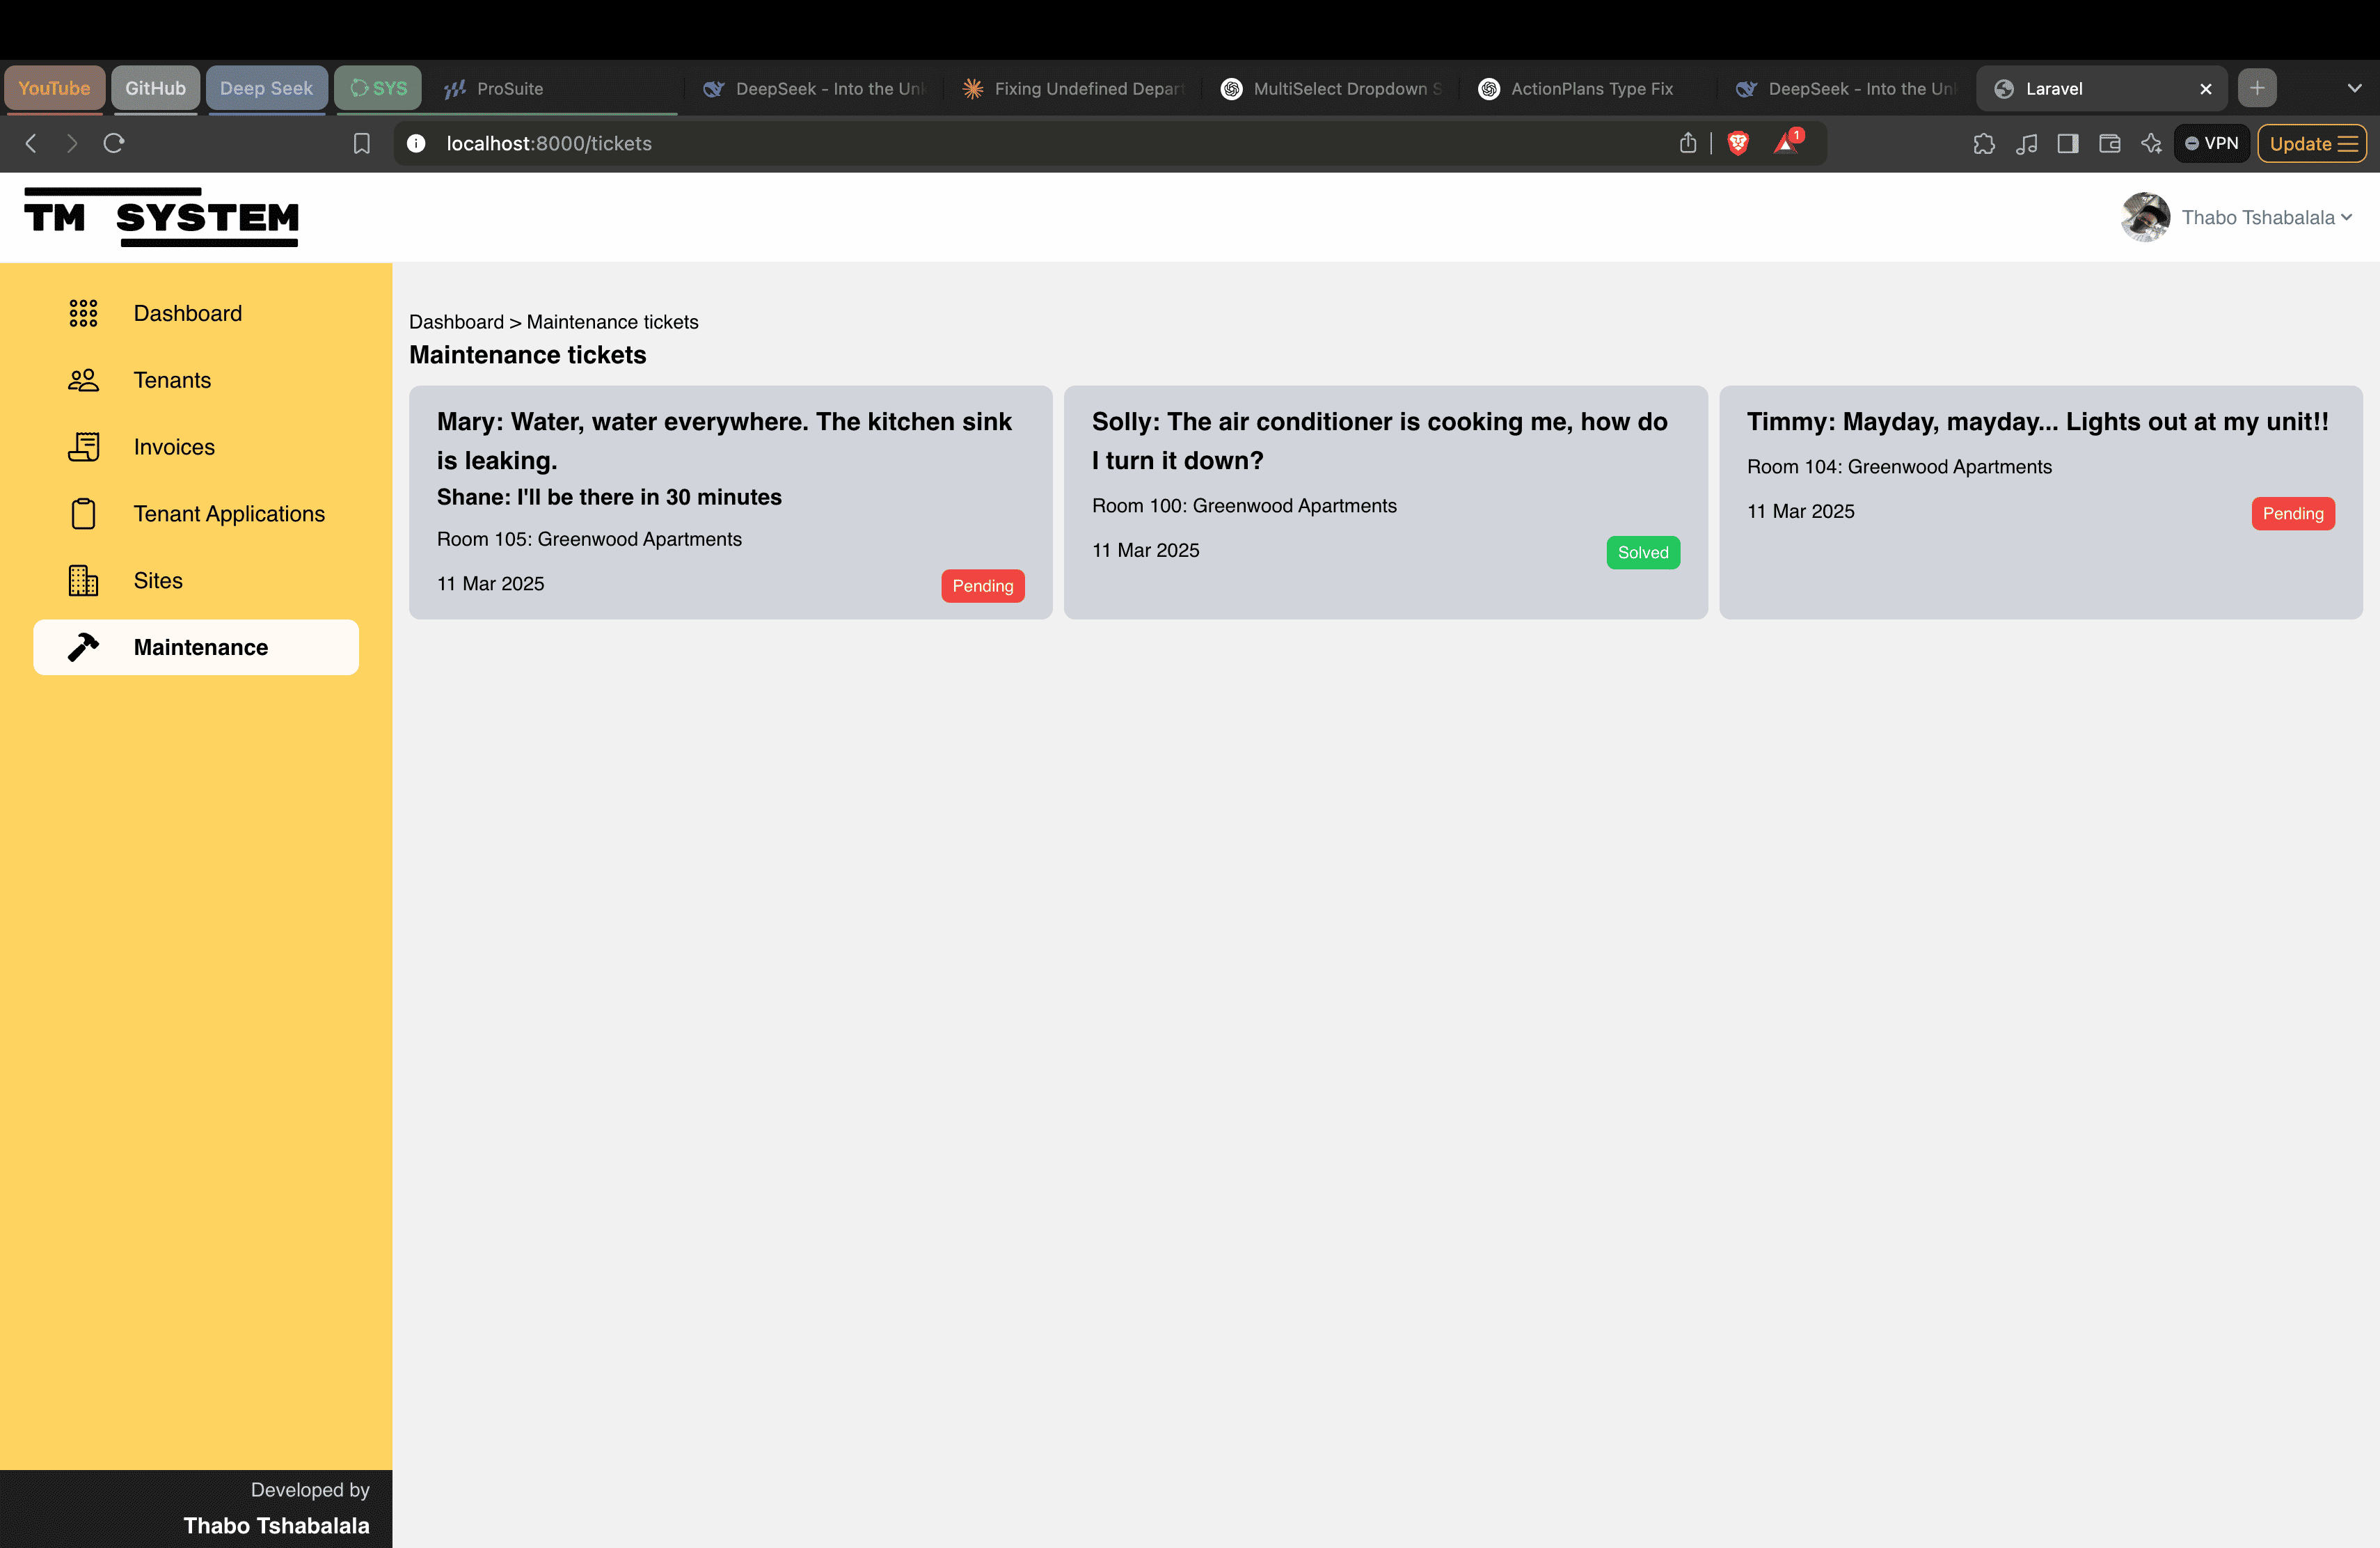 YouTube
GitHub
Deep Seek
SYS
ProSuite
DeepSeek - Into the Un
Fixing Undefined Depart
MultiSelect Dropdown S
ActionPlans Type Fix
DeepSeek - Into the Un
Laravel
localhost:8000/tickets
1
VPN
Update
TM SYSTEM
Thabo Tshabalala
Dashboard
Tenants
Invoices
Tenant Applications
Sites
Maintenance
Dashboard > Maintenance tickets
Maintenance tickets
Mary: Water, water everywhere. The kitchen sink
is leaking.
Shane: I'll be there in 30 minutes
Room 105: Greenwood Apartments
11 Mar 2025
Pending
Solly: The air conditioner is cooking me, how do
I turn it down?
Room 100: Greenwood Apartments
11 Mar 2025
Solved
Timmy: Mayday, mayday... Lights out at my unit!!
Room 104: Greenwood Apartments
11 Mar 2025
Pending
Developed by
Thabo Tshabalala